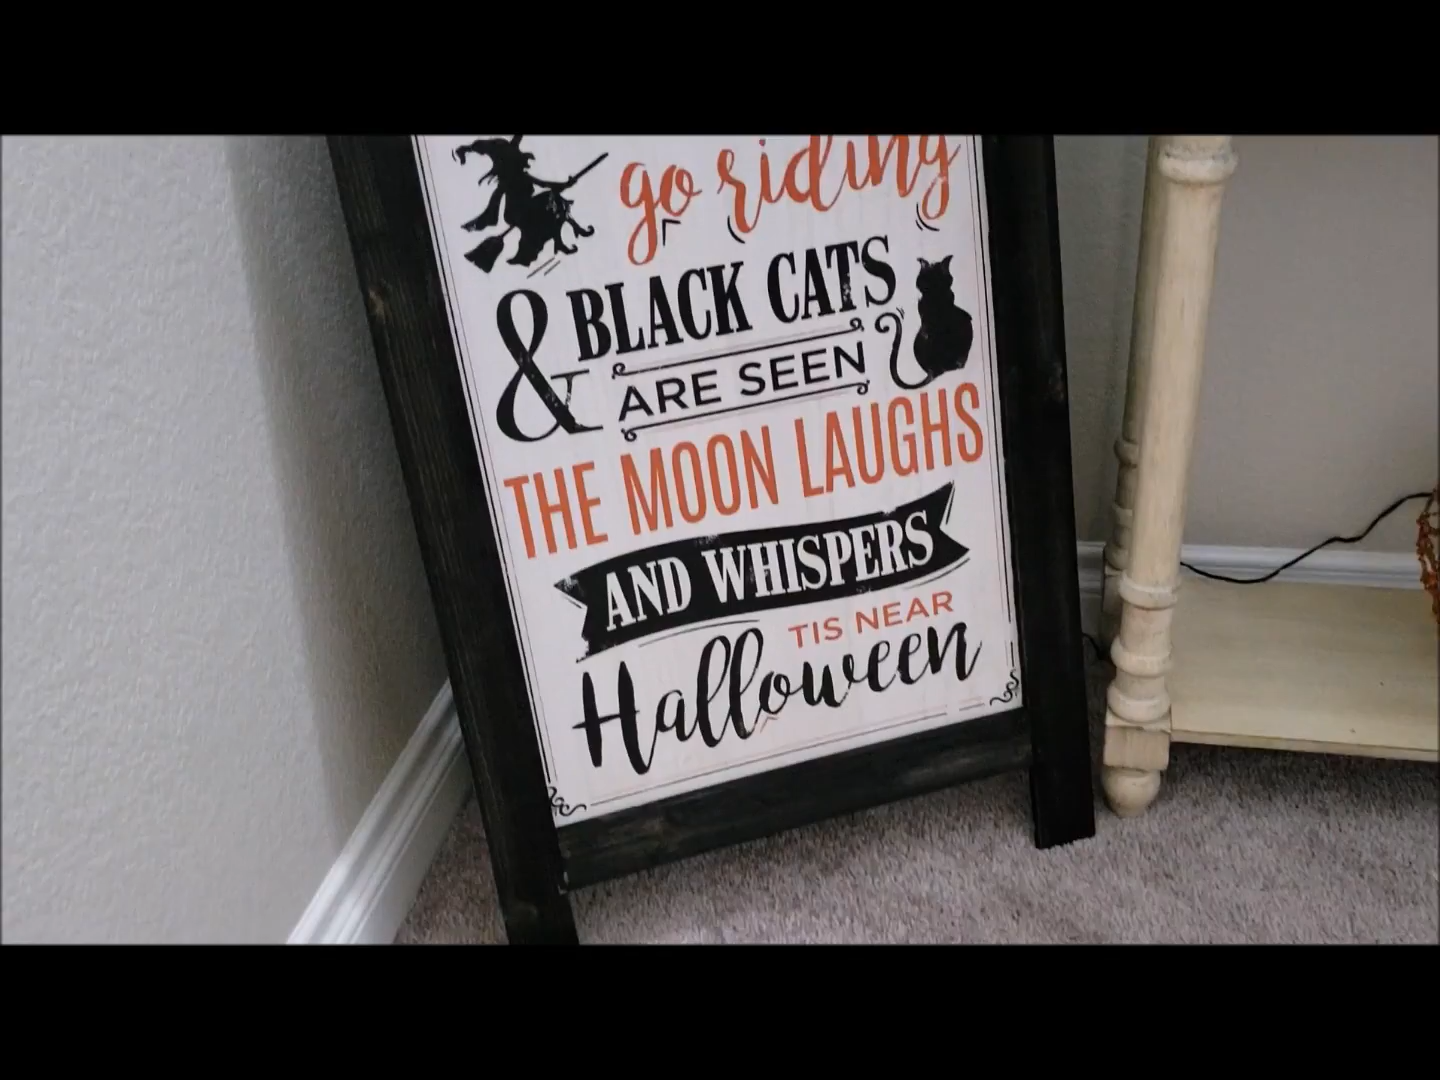 go riding
& BLACK CATS
ARE SEEN
THE MOON LAUGHS
AND WHISPERS
TIS NEAR
Halloween